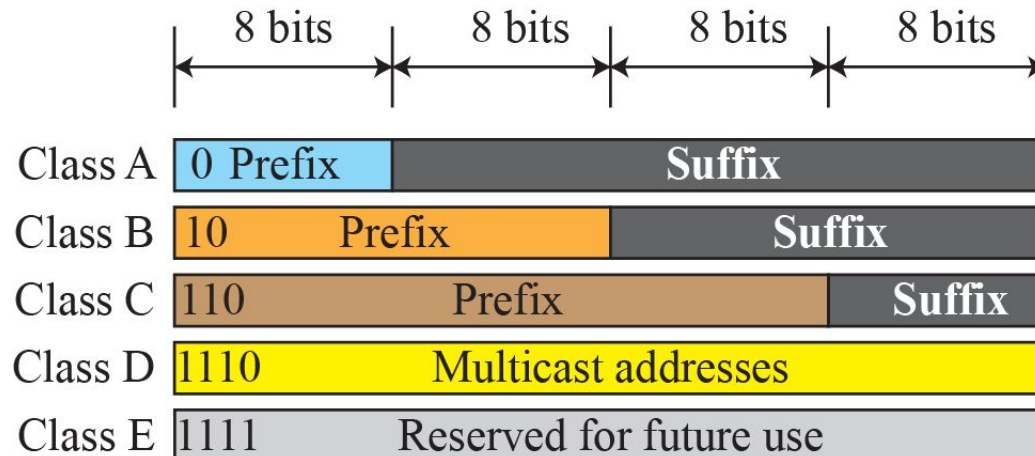 8 bits 8 bits 8 bits 8 bits
Class A 0 Prefix Suffix
Class B 10 Prefix Suffix
Class C 110 Prefix Suffix
Class D 1110 Multicast addresses
Class E 1111 Reserved for future use